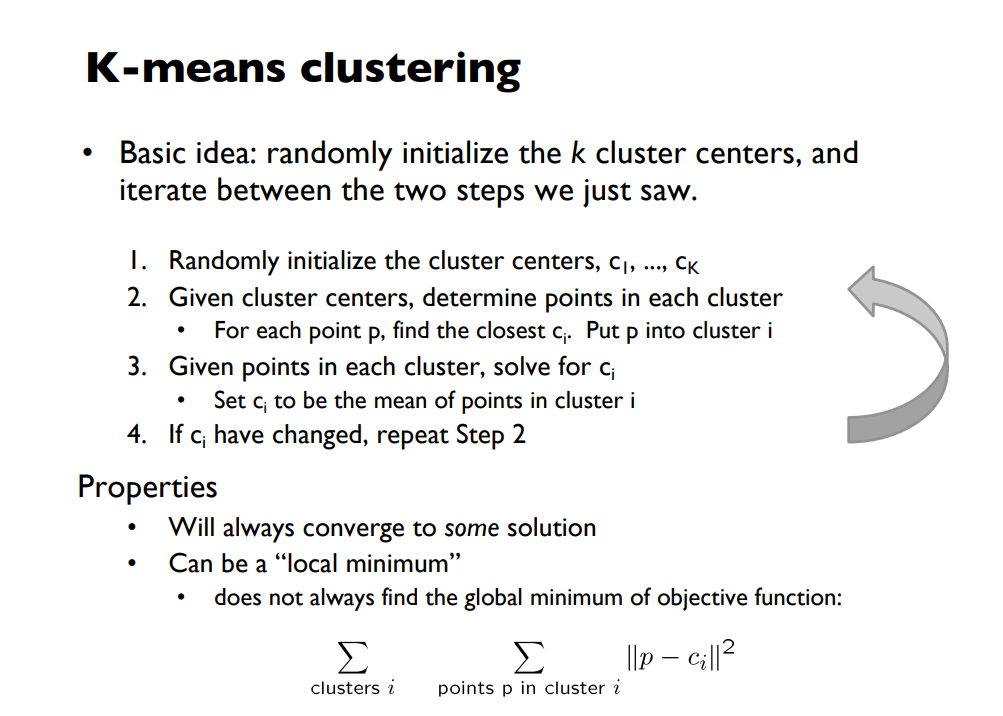 K-means clustering
• Basic idea: randomly initialize the k cluster centers, and
iterate between the two steps we just saw.
1. Randomly initialize the cluster centers, c₁, ..., c_K
2. Given cluster centers, determine points in each cluster
• For each point p, find the closest cᵢ. Put p into cluster i
3. Given points in each cluster, solve for cᵢ
• Set cᵢ to be the mean of points in cluster i
4. If cᵢ have changed, repeat Step 2
Properties
• Will always converge to some solution
• Can be a “local minimum”
• does not always find the global minimum of objective function:
∑ ∑ ‖p − cᵢ‖²
clusters i points p in cluster i